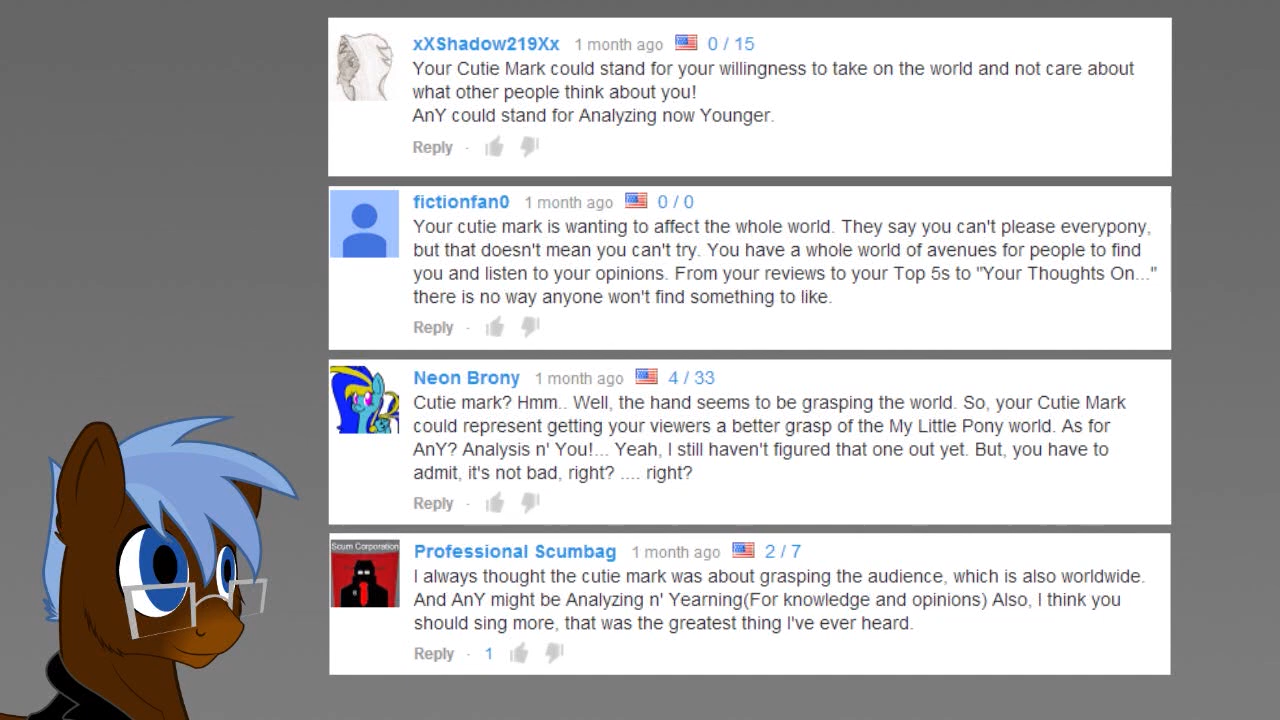 xXShadow219Xx 1 month ago 0 / 15
Your Cutie Mark could stand for your willingness to take on the world and not care about
what other people think about you!
AnY could stand for Analyzing now Younger.
Reply ·
fictionfan0 1 month ago 0 / 0
Your cutie mark is wanting to affect the whole world. They say you can't please everypony,
but that doesn't mean you can't try. You have a whole world of avenues for people to find
you and listen to your opinions. From your reviews to your Top 5s to "Your Thoughts On..."
there is no way anyone won't find something to like.
Reply ·
Neon Brony 1 month ago 4 / 33
Cutie mark? Hmm.. Well, the hand seems to be grasping the world. So, your Cutie Mark
could represent getting your viewers a better grasp of the My Little Pony world. As for
AnY? Analysis n' You!... Yeah, I still haven't figured that one out yet. But, you have to
admit, it's not bad, right? .... right?
Reply ·
Scum Corporation
Professional Scumbag 1 month ago 2 / 7
I always thought the cutie mark was about grasping the audience, which is also worldwide.
And AnY might be Analyzing n' Yearning(For knowledge and opinions) Also, I think you
should sing more, that was the greatest thing I've ever heard.
Reply · 1